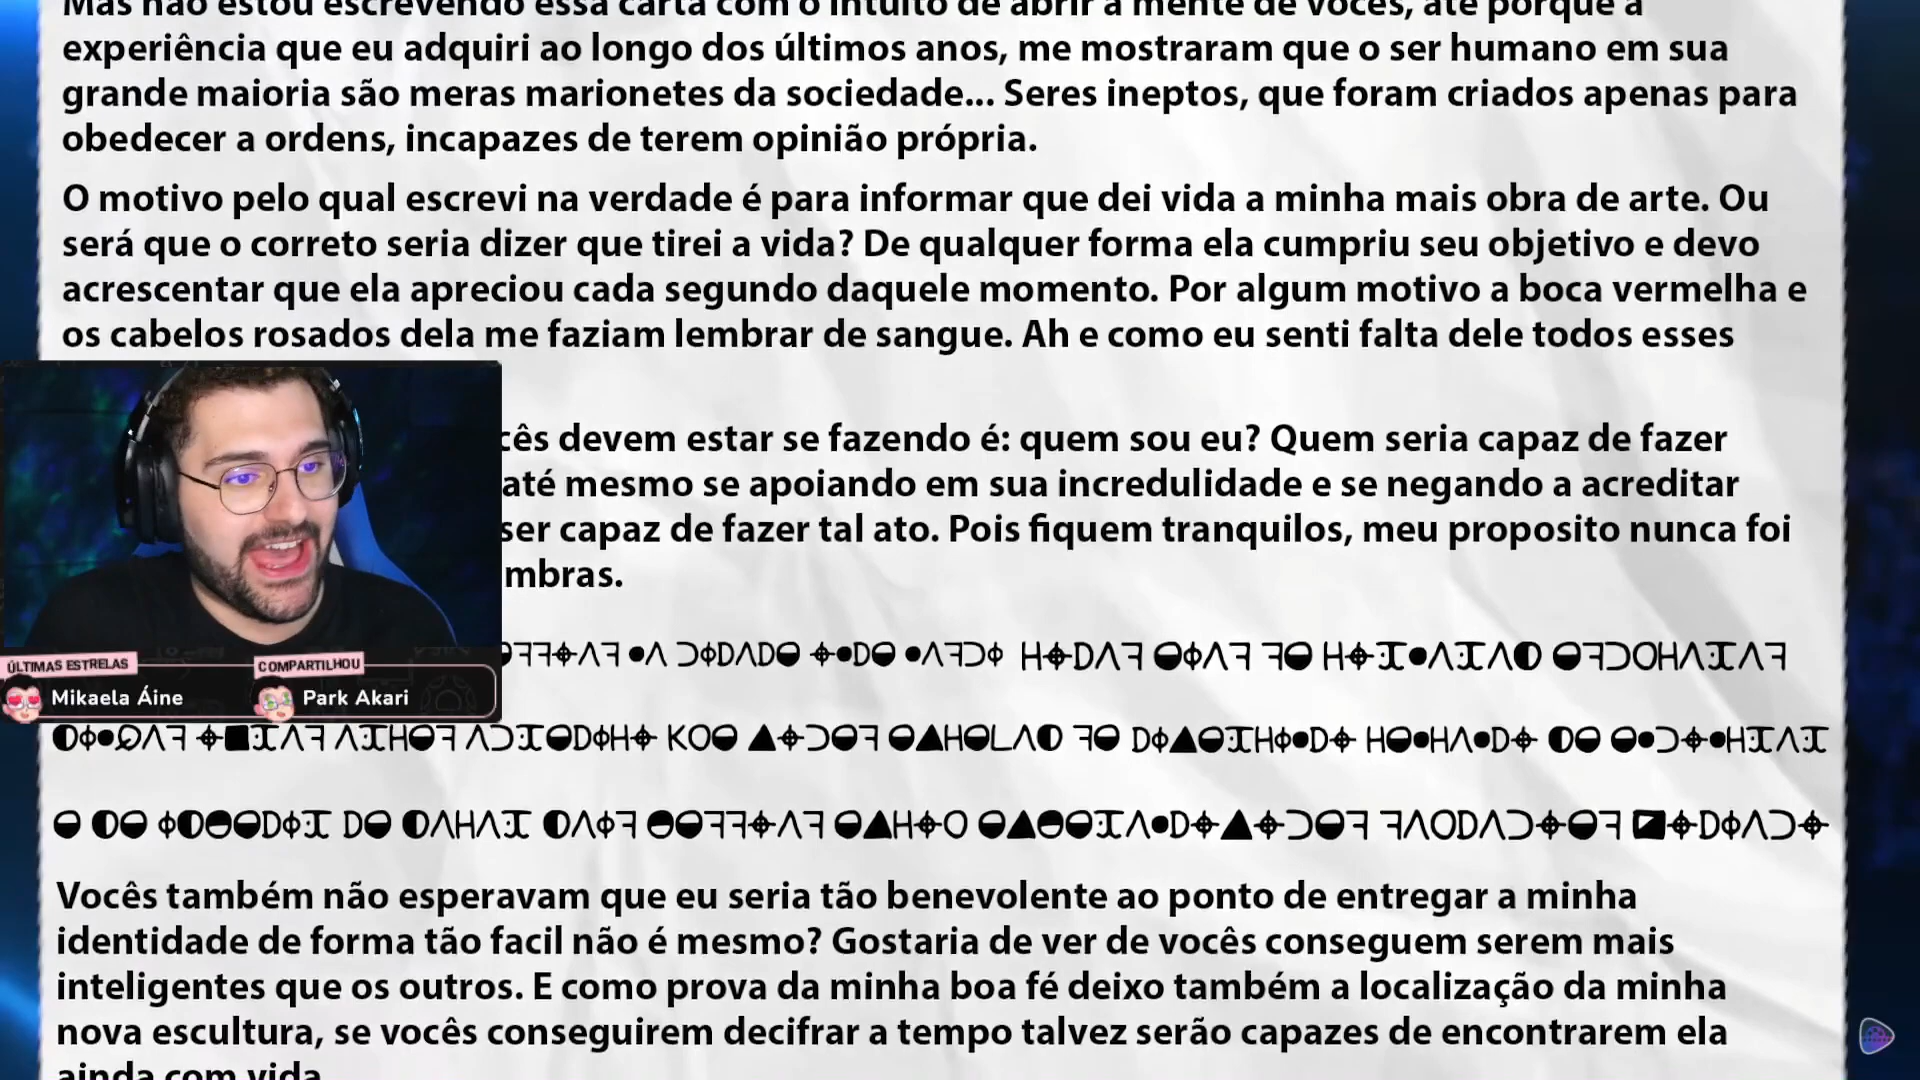 Mas não estou escrevendo essa carta com o intuito de abrir a mente de vocês, até porque a
experiência que eu adquiri ao longo dos últimos anos, me mostraram que o ser humano em sua
grande maioria são meras marionetes da sociedade... Seres ineptos, que foram criados apenas para
obedecer a ordens, incapazes de terem opinião própria.
O motivo pelo qual escrevi na verdade é para informar que dei vida a minha mais obra de arte. Ou
será que o correto seria dizer que tirei a vida? De qualquer forma ela cumpriu seu objetivo e devo
acrescentar que ela apreciou cada segundo daquele momento. Por algum motivo a boca vermelha e
os cabelos rosados dela me faziam lembrar de sangue. Ah e como eu senti falta dele todos esses
cês devem estar se fazendo é: quem sou eu? Quem seria capaz de fazer
até mesmo se apoiando em sua incredulidade e se negando a acreditar
ser capaz de fazer tal ato. Pois fiquem tranquilos, meu proposito nunca foi
mbras.
ÚLTIMAS ESTRELAS
Mikaela Áine
COMPARTILHOU
Park Akari
Vocês também não esperavam que eu seria tão benevolente ao ponto de entregar a minha
identidade de forma tão facil não é mesmo? Gostaria de ver de vocês conseguem serem mais
inteligentes que os outros. E como prova da minha boa fé deixo também a localização da minha
nova escultura, se vocês conseguirem decifrar a tempo talvez serão capazes de encontrarem ela
ainda com vida